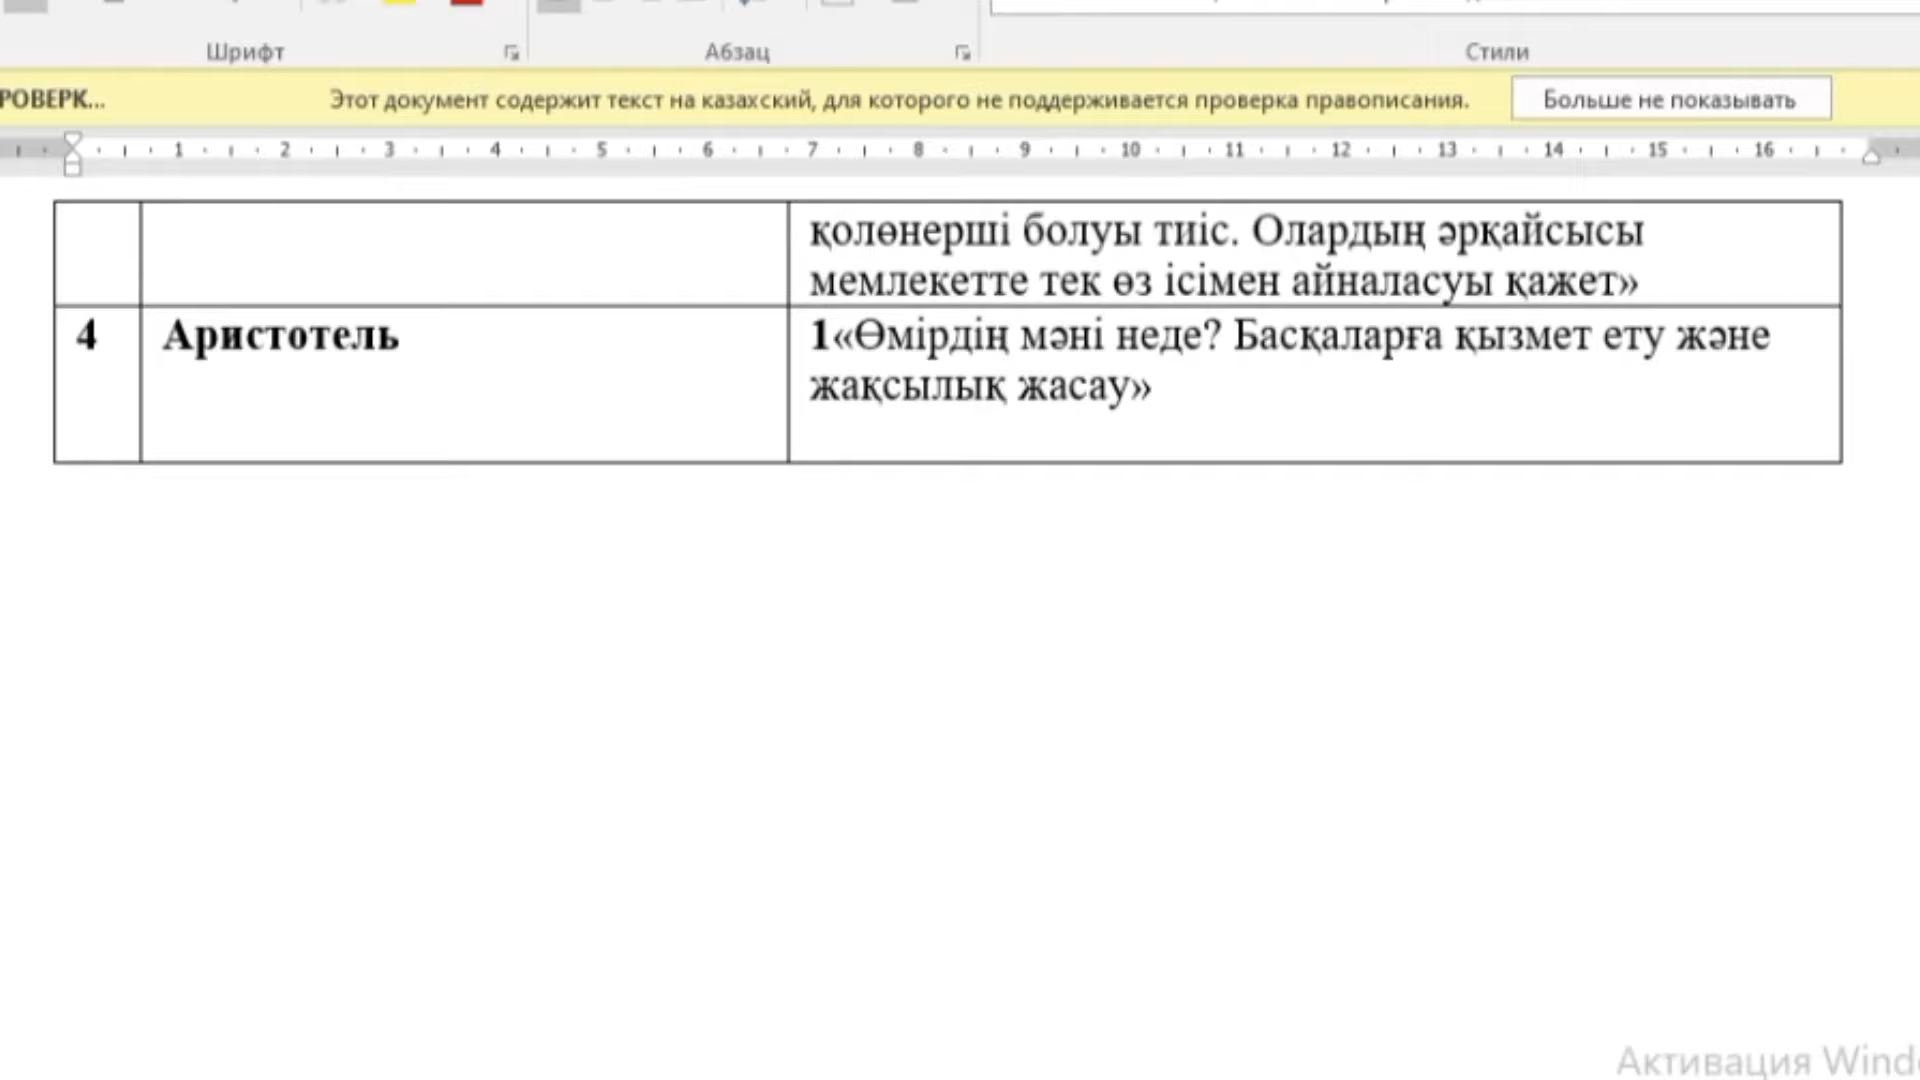 Шрифт
Абзац
Стили
РОВЕРК...
Этот документ содержит текст на казахский, для которого не поддерживается проверка правописания.
Больше не показывать
1 2 3 4 5 6 7 8 9 10 11 12 13 14 15 16
қолөнерші болуы тиіс. Олардың әрқайсысы
мемлекетте тек өз ісімен айналасуы қажет»
4 Аристотель
1«Өмірдің мәні неде? Басқаларға қызмет ету және
жақсылық жасау»
Активация Windo